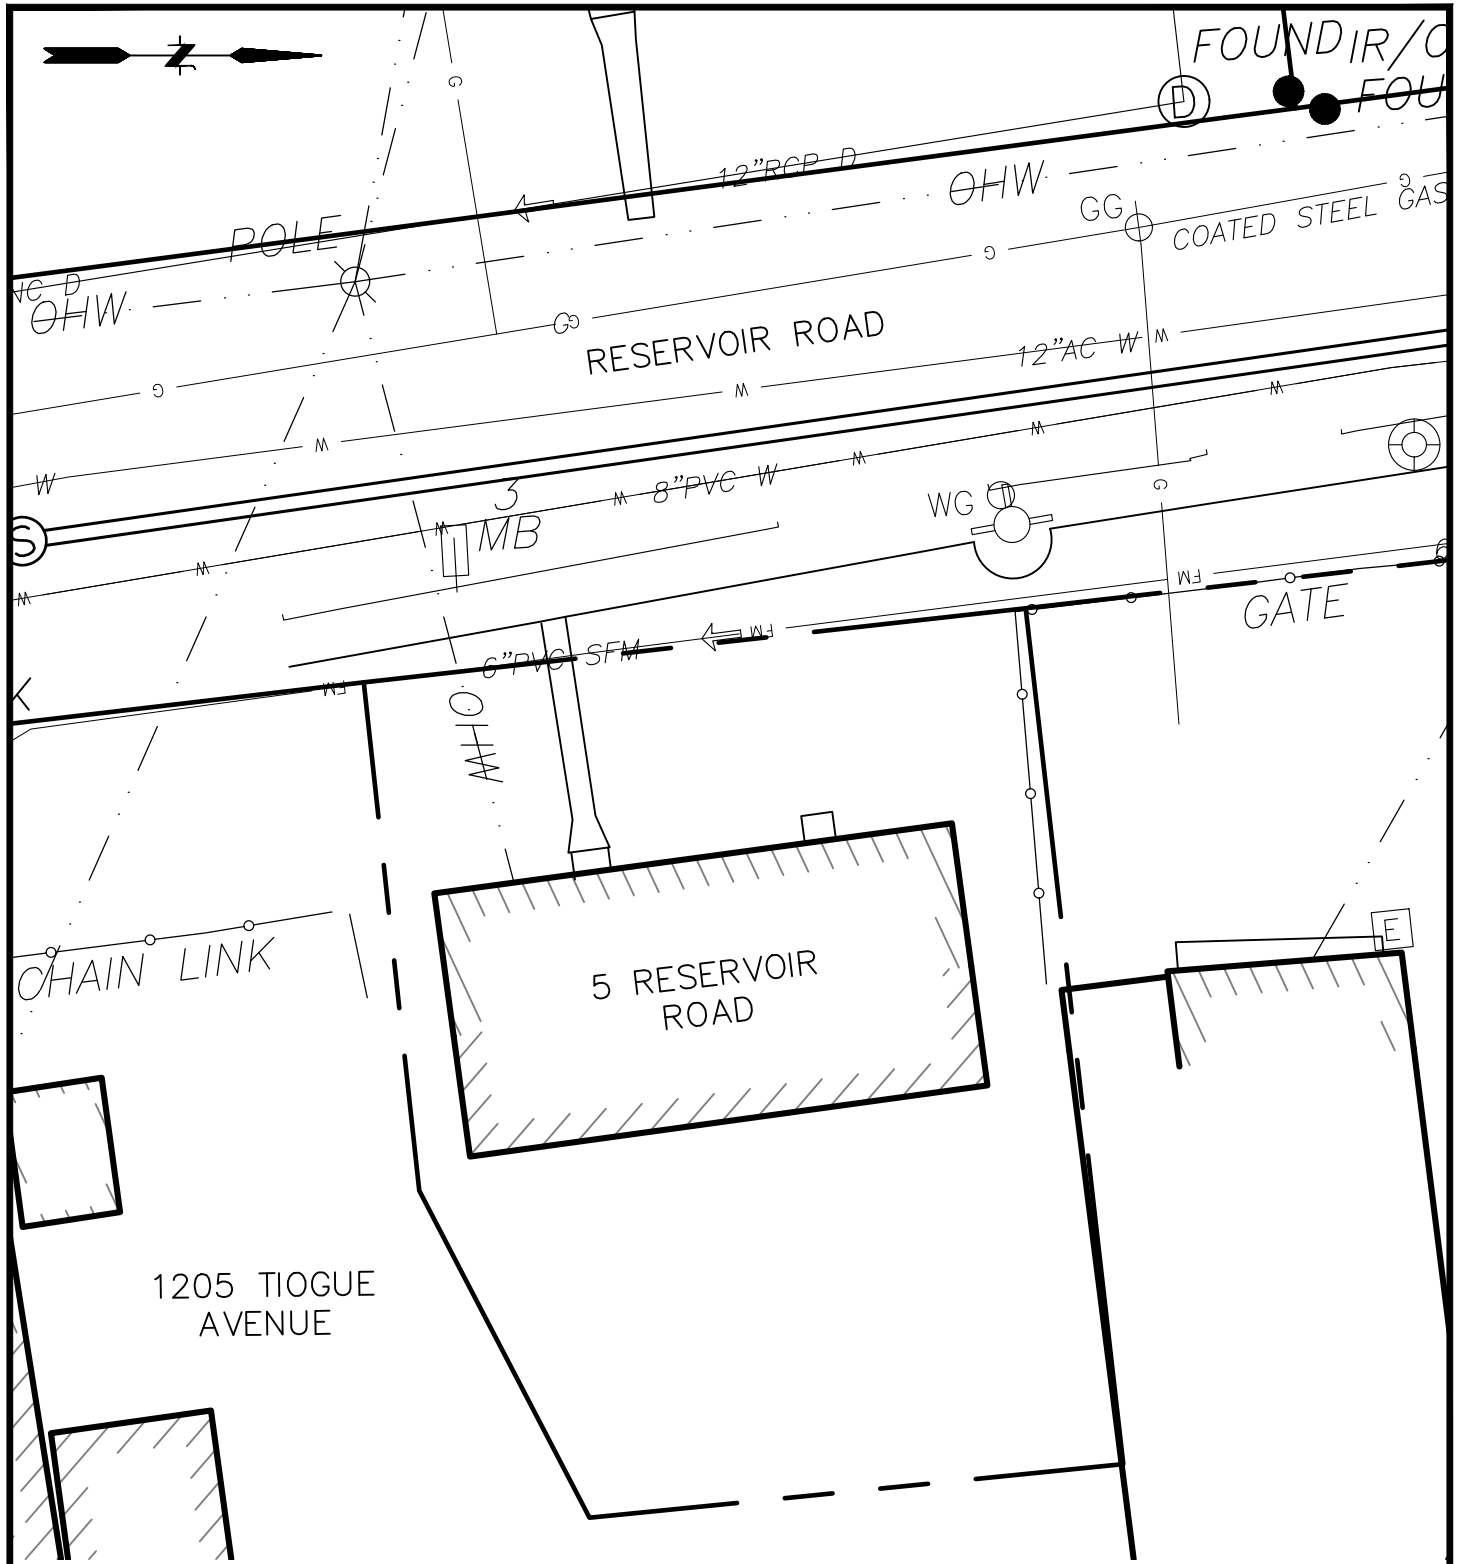 N
FOUND
IR/
FOU
G
D
12"RCP D
OHW
GG
G
COATED STEEL GAS
POLE
D
OHW
G
G
RESERVOIR ROAD
12"AC W
W
W
G
W
W
W
W
W
8"PVC W
W
3
MB
W
WG
G
S
W
W
FM
GATE
FM
6"PVC SFM
FM
OHW
K
E
CHAIN LINK
5 RESERVOIR
ROAD
1205 TIOGUE
AVENUE